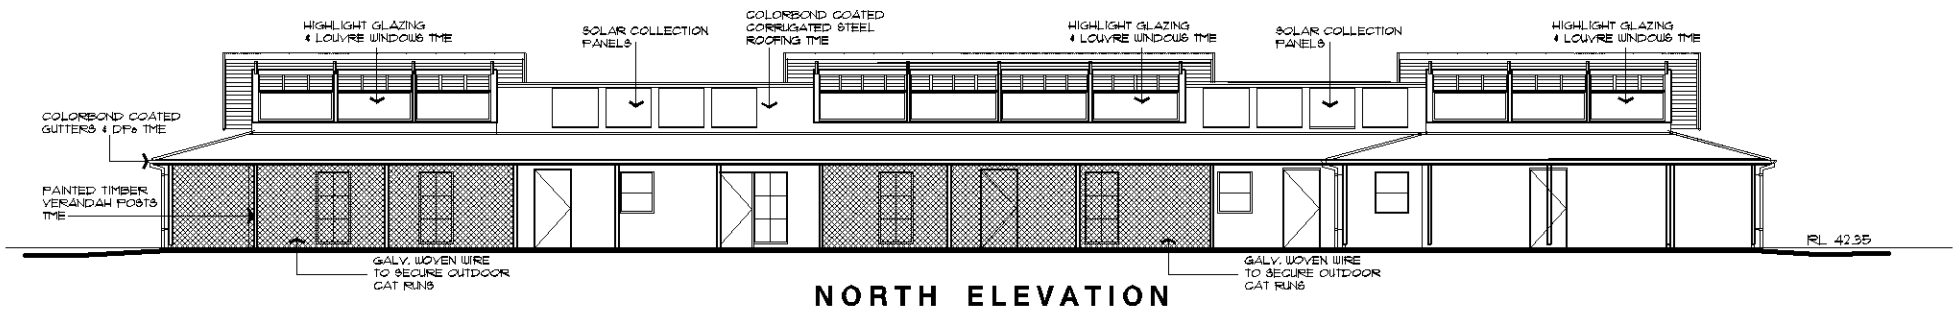 HIGHLIGHT GLAZING
& LOUVRE WINDOWS TME
SOLAR COLLECTION
PANELS
COLORBOND COATED
CORRUGATED STEEL
ROOFING TME
HIGHLIGHT GLAZING
& LOUVRE WINDOWS TME
SOLAR COLLECTION
PANELS
HIGHLIGHT GLAZING
& LOUVRE WINDOWS TME
COLORBOND COATED
GUTTERS & DPs TME
PAINTED TIMBER
VERANDAH POSTS
TME
RL 42.35
GALV. WOVEN WIRE
TO SECURE OUTDOOR
CAT RUNS
GALV. WOVEN WIRE
TO SECURE OUTDOOR
CAT RUNS
NORTH ELEVATION